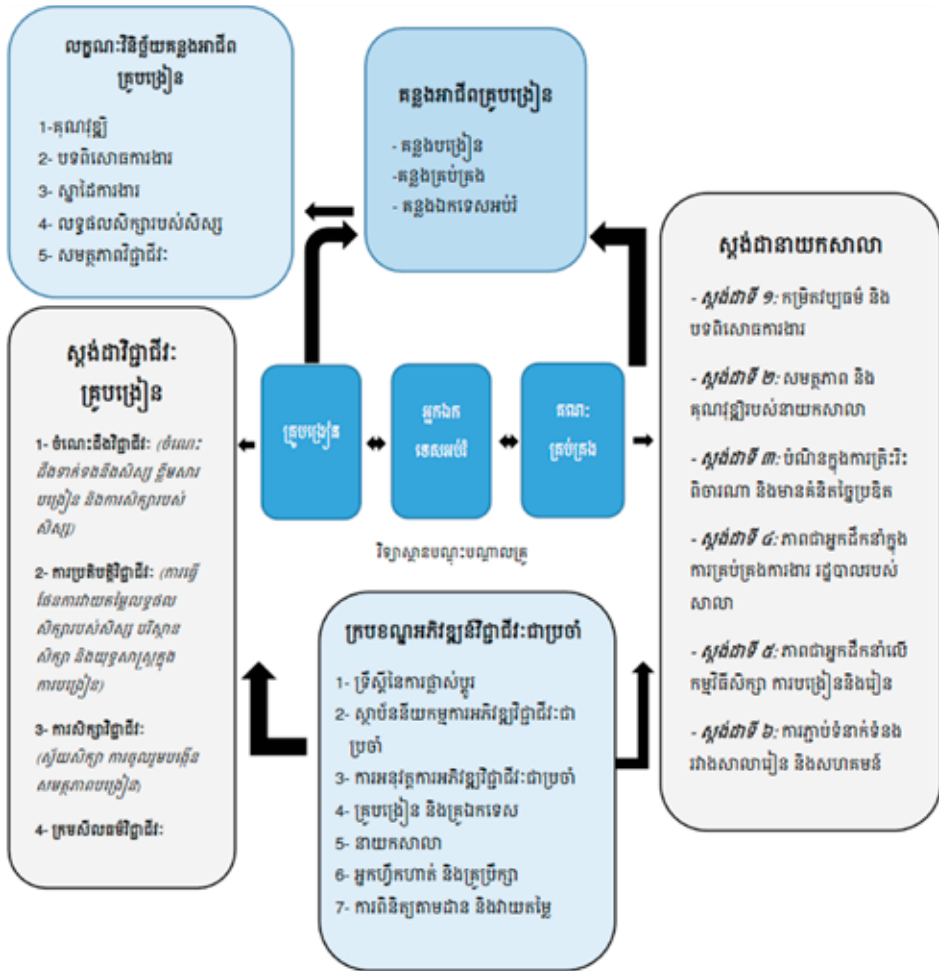 លក្ខណៈវិនិច្ឆ័យគន្លងអាជីព
គ្រូបង្រៀន
1-គុណវុឌ្ឍិ
2- បទពិសោធការងារ
3- ស្នាដៃការងារ
4- លទ្ធផលសិក្សារបស់សិស្ស
5- សមត្ថភាពវិជ្ជាជីវៈ
គន្លងអាជីពគ្រូបង្រៀន
- គន្លងបង្រៀន
-គន្លងគ្រប់គ្រង
- គន្លងឯកទេសអប់រំ
ស្តង់ដាវិជ្ជាជីវៈ
គ្រូបង្រៀន
1- ចំណេះដឹងវិជ្ជាជីវៈ (ចំណេះ
ដឹងទាក់ទងនឹងសិស្ស ខ្លឹមសារ
បង្រៀន និងការសិក្សារបស់
សិស្ស)
2- ការប្រតិបត្តិវិជ្ជាជីវៈ (ការធ្វើ
ផែនការវាយតម្លៃលទ្ធផល
សិក្សារបស់សិស្ស បរិស្ថាន
សិក្សា និងយុទ្ធសាស្ត្រក្នុង
ការបង្រៀន)
3- ការសិក្សាវិជ្ជាជីវៈ
(ស្វ័យសិក្សា ការចូលរួមបង្កើន
សមត្ថភាពបង្រៀន)
4- ក្រមសីលធម៌វិជ្ជាជីវៈ
គ្រូបង្រៀន
អ្នកឯក
ទេសអប់រំ
គណៈ
គ្រប់គ្រង
វិទ្យាស្ថានបណ្តុះបណ្តាលគ្រូ
ក្របខណ្ឌអភិវឌ្ឍន៍វិជ្ជាជីវៈជាប្រចាំ
1- ទ្រឹស្តីនៃការផ្លាស់ប្តូរ
2- ស្ថាប័ននីយកម្មការអភិវឌ្ឍវិជ្ជាជីវៈជា
ប្រចាំ
3- ការអនុវត្តការអភិវឌ្ឍវិជ្ជាជីវៈជាប្រចាំ
4- គ្រូបង្រៀន និងគ្រូឯកទេស
5- នាយកសាលា
6- អ្នកហ្វឹកហាត់ និងគ្រូប្រឹក្សា
7- ការពិនិត្យតាមដាន និងវាយតម្លៃ
ស្តង់ដានាយកសាលា
- ស្តង់ដាទី ១: កម្រិតវប្បធម៌ និង
បទពិសោធការងារ
- ស្តង់ដាទី ២: សមត្ថភាព និង
គុណវុឌ្ឍិរបស់នាយកសាលា
- ស្តង់ដាទី ៣: បំណិនក្នុងការត្រិះរិះ
ពិចារណា និងមានគំនិតច្នៃប្រឌិត
- ស្តង់ដាទី ៤: ភាពជាអ្នកដឹកនាំក្នុង
ការគ្រប់គ្រងការងារ រដ្ឋបាលរបស់
សាលា
- ស្តង់ដាទី ៥: ភាពជាអ្នកដឹកនាំលើ
កម្មវិធីសិក្សា ការបង្រៀននិងរៀន
- ស្តង់ដាទី ៦: ការភ្ជាប់ទំនាក់ទំនង
រវាងសាលារៀន និងសហគមន៍